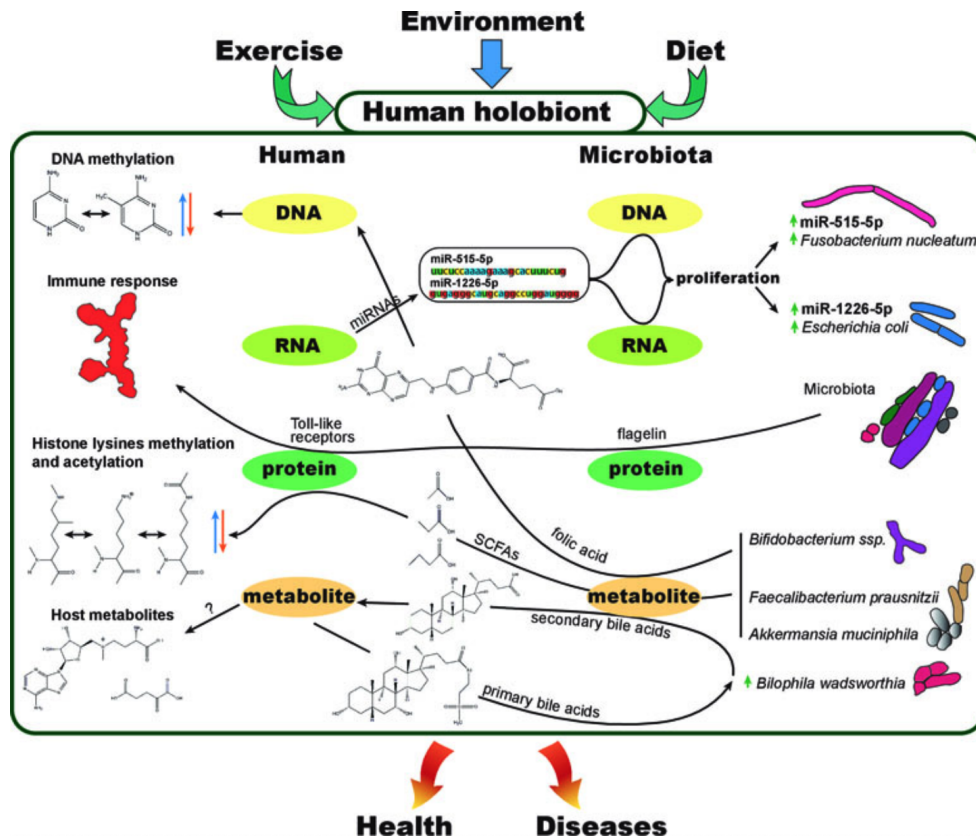 Environment
Exercise
Diet
Human holobiont
DNA methylation
Human
Microbiota
DNA
DNA
miR-515-5p
uucuccaaaagaaagcacuuucug
miR-1226-5p
gugagggcaugcaggccuggaugggg
miR-515-5p
Fusobacterium nucleatum
proliferation
Immune response
miRNAs
miR-1226-5p
Escherichia coli
RNA
RNA
Microbiota
Toll-like
receptors
flagelin
Histone lysines methylation
and acetylation
protein
protein
SCFAs
folic acid
Bifidobacterium ssp.
metabolite
metabolite
Faecalibacterium prausnitzii
?
Host metabolites
secondary bile acids
Akkermansia muciniphila
primary bile acids
Bilophila wadsworthia
Health
Diseases